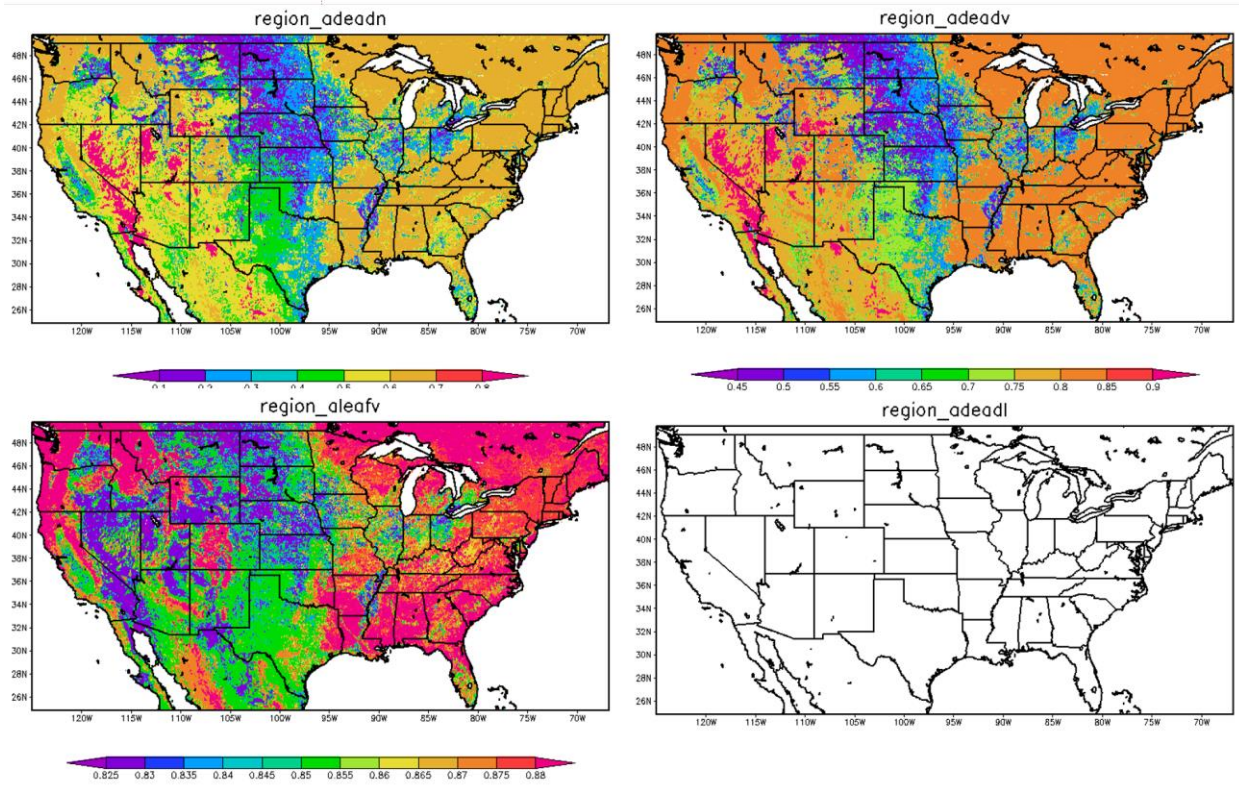 region_adeadn
48N
46N
44N
42N
40N
38N
36N
34N
32N
30N
28N
26N
120W 115W 110W 105W 100W 95W 90W 85W 80W 75W 70W
0.1 0.2 0.3 0.4 0.5 0.6 0.7 0.8
region_adeadv
48N
46N
44N
42N
40N
38N
36N
34N
32N
30N
28N
26N
120W 115W 110W 105W 100W 95W 90W 85W 80W 75W 70W
0.45 0.5 0.55 0.6 0.65 0.7 0.75 0.8 0.85 0.9
region_aleafv
48N
46N
44N
42N
40N
38N
36N
34N
32N
30N
28N
26N
120W 115W 110W 105W 100W 95W 90W 85W 80W 75W 70W
0.825 0.83 0.835 0.84 0.845 0.85 0.855 0.86 0.865 0.87 0.875 0.88
region_adeadl
48N
46N
44N
42N
40N
38N
36N
34N
32N
30N
28N
26N
120W 115W 110W 105W 100W 95W 90W 85W 80W 75W 70W